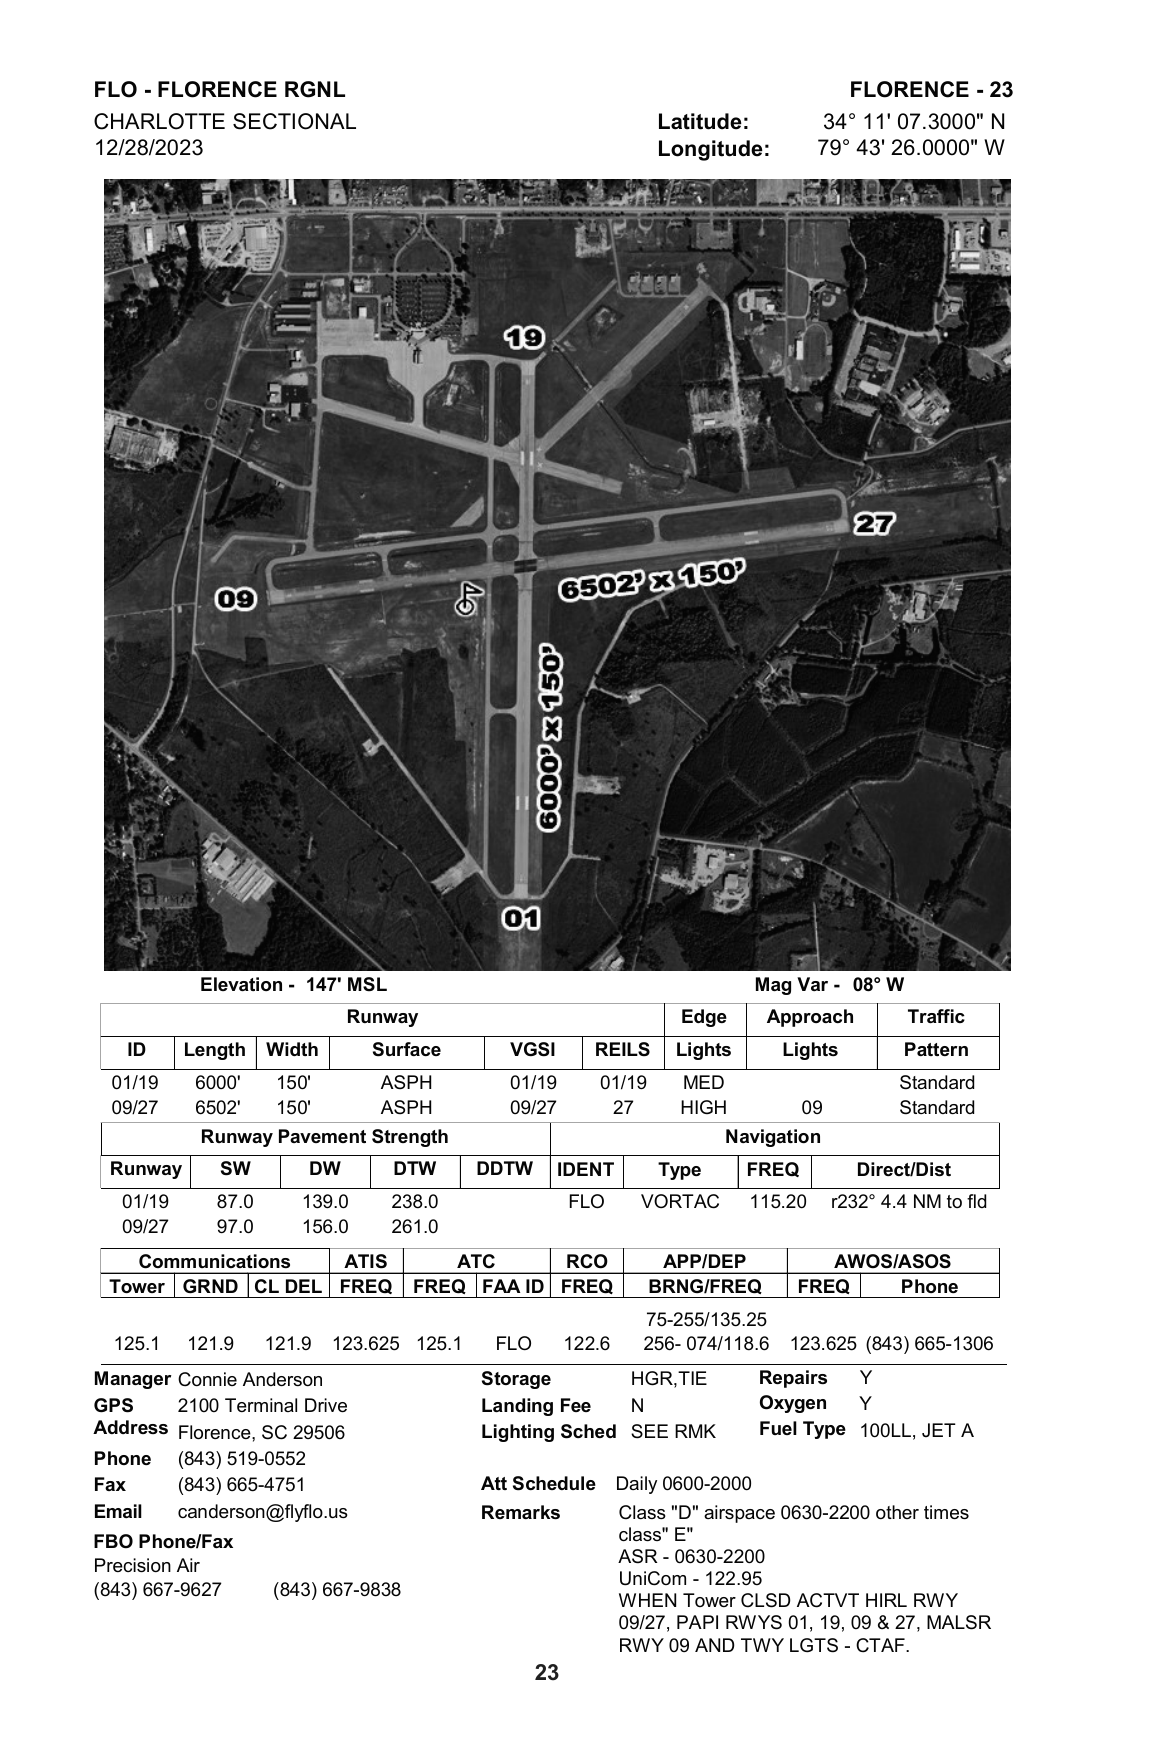 FLO - FLORENCE RGNL FLORENCE - 23
CHARLOTTE SECTIONAL Latitude: 34° 11' 07.3000" N
12/28/2023 Longitude: 79° 43' 26.0000" W
19
27
09
6502' x 150'
6000' x 150'
01
Elevation - 147' MSL Mag Var - 08° W
Runway Edge Approach Traffic
ID Length Width Surface VGSI REILS Lights Lights Pattern
01/19 6000' 150' ASPH 01/19 01/19 MED Standard
09/27 6502' 150' ASPH 09/27 27 HIGH 09 Standard
Runway Pavement Strength Navigation
Runway SW DW DTW DDTW IDENT Type FREQ Direct/Dist
01/19 87.0 139.0 238.0 FLO VORTAC 115.20 r232° 4.4 NM to fld
09/27 97.0 156.0 261.0
Communications ATIS ATC RCO APP/DEP AWOS/ASOS
Tower GRND CL DEL FREQ FREQ FAA ID FREQ BRNG/FREQ FREQ Phone
75-255/135.25
125.1 121.9 121.9 123.625 125.1 FLO 122.6 256- 074/118.6 123.625 (843) 665-1306
Manager Connie Anderson Storage HGR,TIE Repairs Y
GPS 2100 Terminal Drive Landing Fee N Oxygen Y
Address Florence, SC 29506 Lighting Sched SEE RMK Fuel Type 100LL, JET A
Phone (843) 519-0552
Fax (843) 665-4751 Att Schedule Daily 0600-2000
Email canderson@flyflo.us Remarks Class "D" airspace 0630-2200 other times
class" E"
FBO Phone/Fax
Precision Air ASR - 0630-2200
(843) 667-9627 (843) 667-9838 UniCom - 122.95
WHEN Tower CLSD ACTVT HIRL RWY
09/27, PAPI RWYS 01, 19, 09 & 27, MALSR
RWY 09 AND TWY LGTS - CTAF.
23